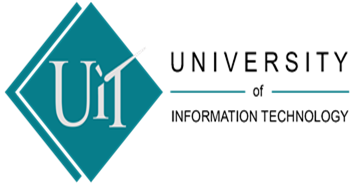 UiT
UNIVERSITY
of
INFORMATION TECHNOLOGY